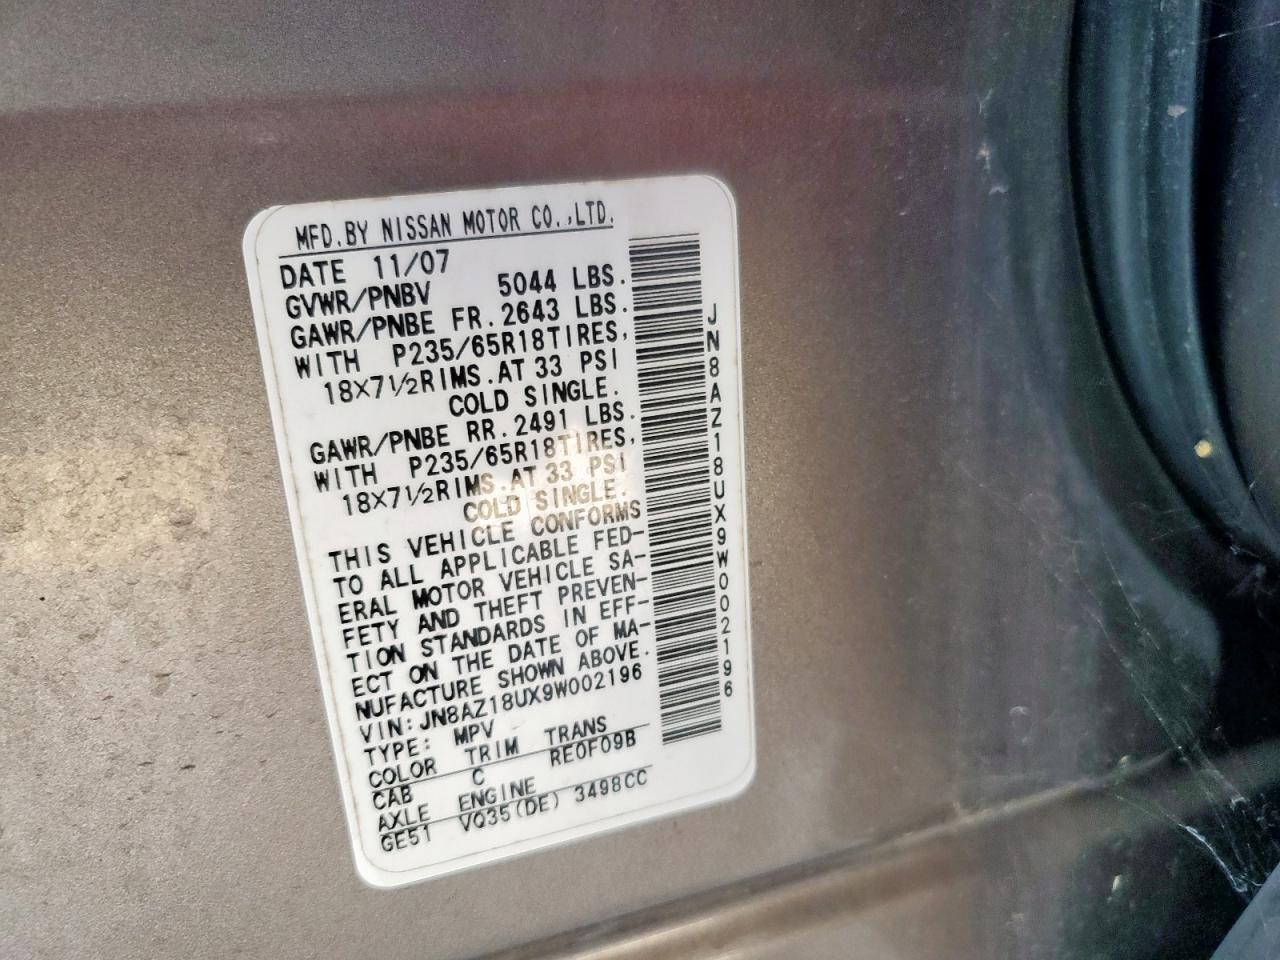 MFD.BY NISSAN MOTOR CO.,LTD.
DATE 11/07
GVWR/PNBV 5044 LBS.
GAWR/PNBE FR.2643 LBS.
WITH P235/65R18TIRES,
18X7½RIMS.AT 33 PSI
COLD SINGLE.
GAWR/PNBE RR.2491 LBS.
WITH P235/65R18TIRES,
18X7½RIMS.AT 33 PSI
COLD SINGLE.
THIS VEHICLE CONFORMS
TO ALL APPLICABLE FED-
ERAL MOTOR VEHICLE SA-
FETY AND THEFT PREVEN-
TION STANDARDS IN EFF-
ECT ON THE DATE OF MA-
NUFACTURE SHOWN ABOVE.
VIN:JN8AZ18UX9W002196
TYPE: MPV
COLOR TRIM TRANS
CAB C RE0F09B
AXLE ENGINE
GE51 VQ35(DE) 3498CC
JN8AZ18UX9W002196